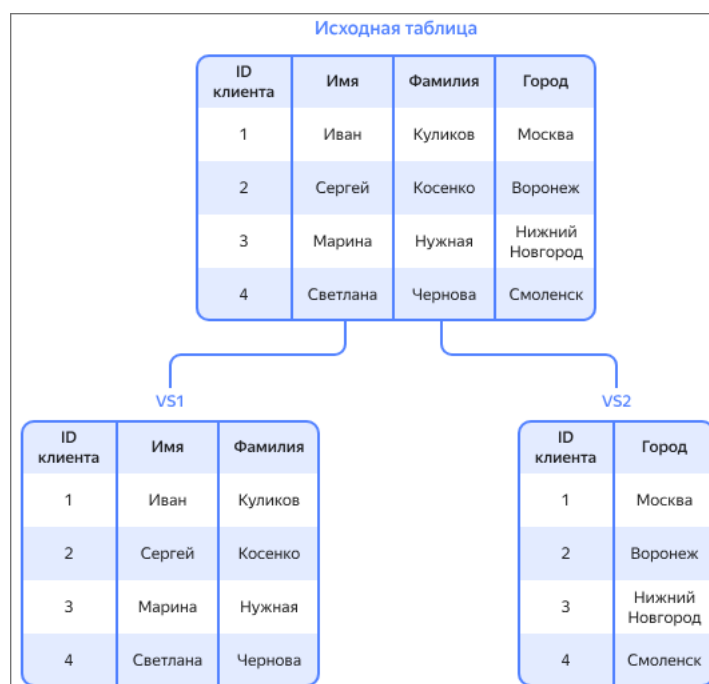 Исходная таблица
ID клиента Имя Фамилия Город
1 Иван Куликов Москва
2 Сергей Косенко Воронеж
3 Марина Нужная Нижний Новгород
4 Светлана Чернова Смоленск
VS1
ID клиента Имя Фамилия
1 Иван Куликов
2 Сергей Косенко
3 Марина Нужная
4 Светлана Чернова
VS2
ID клиента Город
1 Москва
2 Воронеж
3 Нижний Новгород
4 Смоленск